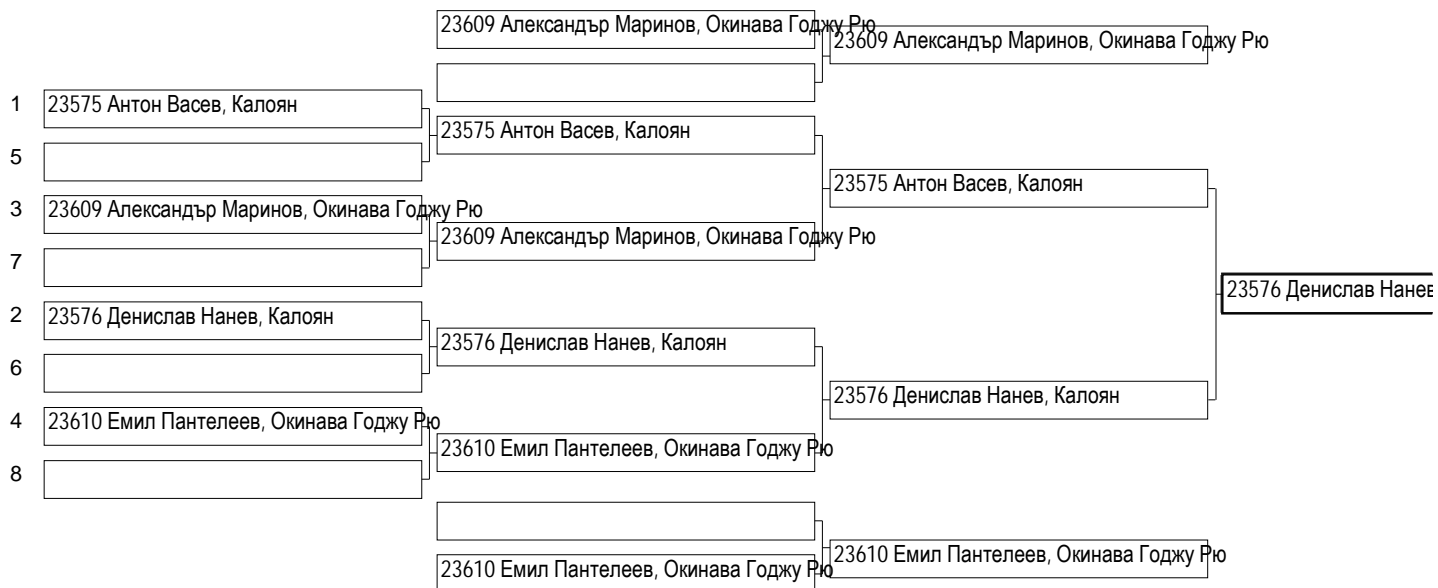 23609 Александър Маринов, Окинава Годжу Рю
23609 Александър Маринов, Окинава Годжу Рю
1 23575 Антон Васев, Калоян
23575 Антон Васев, Калоян
5
23575 Антон Васев, Калоян
3 23609 Александър Маринов, Окинава Годжу Рю
23609 Александър Маринов, Окинава Годжу Рю
7
23576 Денислав Нанев
2 23576 Денислав Нанев, Калоян
23576 Денислав Нанев, Калоян
6
23576 Денислав Нанев, Калоян
4 23610 Емил Пантелеев, Окинава Годжу Рю
23610 Емил Пантелеев, Окинава Годжу Рю
8
23610 Емил Пантелеев, Окинава Годжу Рю
23610 Емил Пантелеев, Окинава Годжу Рю